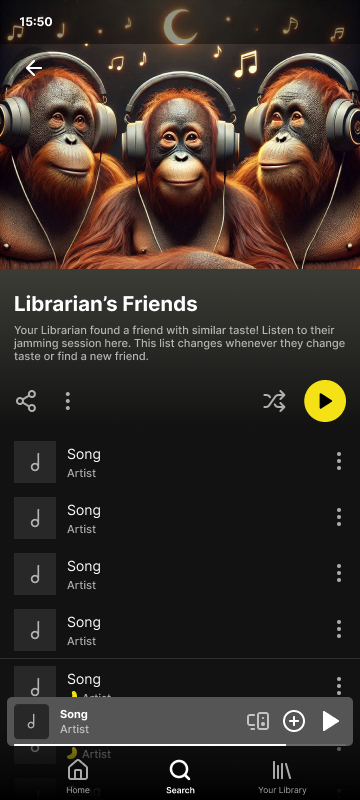 15:50
Librarian's Friends
Your Librarian found a friend with similar taste! Listen to their
jamming session here. This list changes whenever they change
taste or find a new friend.
Song
Artist
Song
Artist
Song
Artist
Song
Artist
Song
Artist
Song
Artist
Artist
Home
Search
Your Library